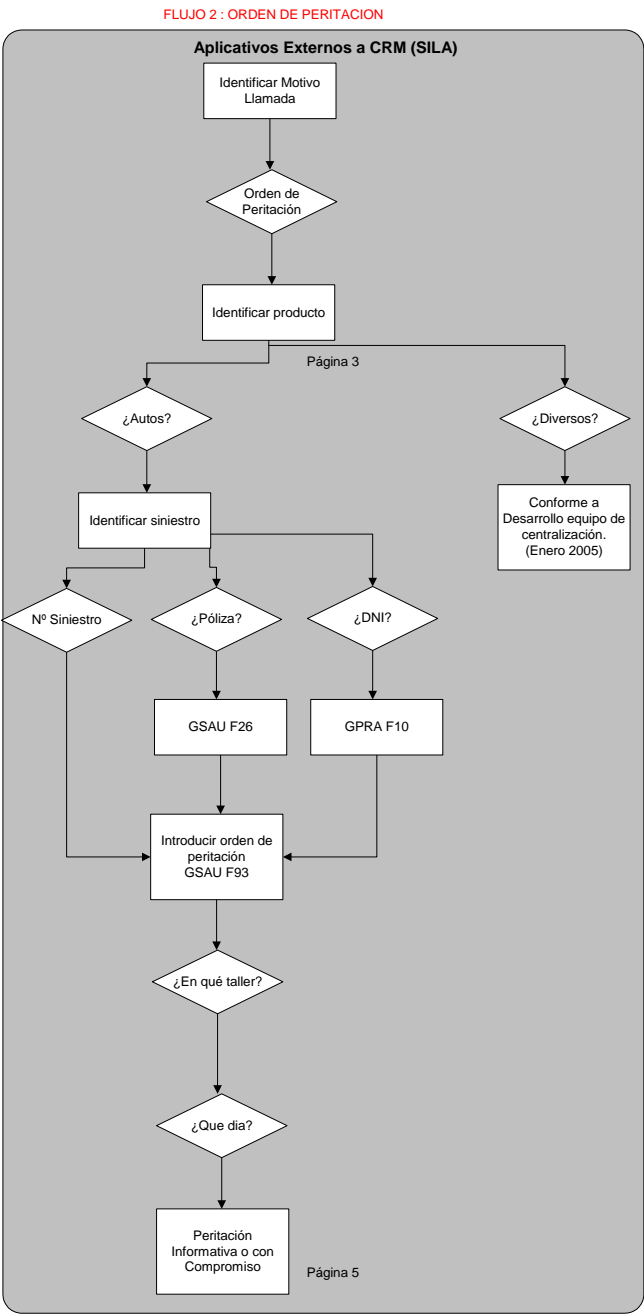 FLUJO 2 : ORDEN DE PERITACION
Aplicativos Externos a CRM (SILA)
Identificar Motivo
Llamada
Orden de
Peritación
Identificar producto
Página 3
¿Autos?
¿Diversos?
Identificar siniestro
Conforme a
Desarrollo equipo de
centralización.
(Enero 2005)
Nº Siniestro
¿Póliza?
¿DNI?
GSAU F26
GPRA F10
Introducir orden de
peritación
GSAU F93
¿En qué taller?
¿Que dia?
Peritación
Informativa o con
Compromiso
Página 5